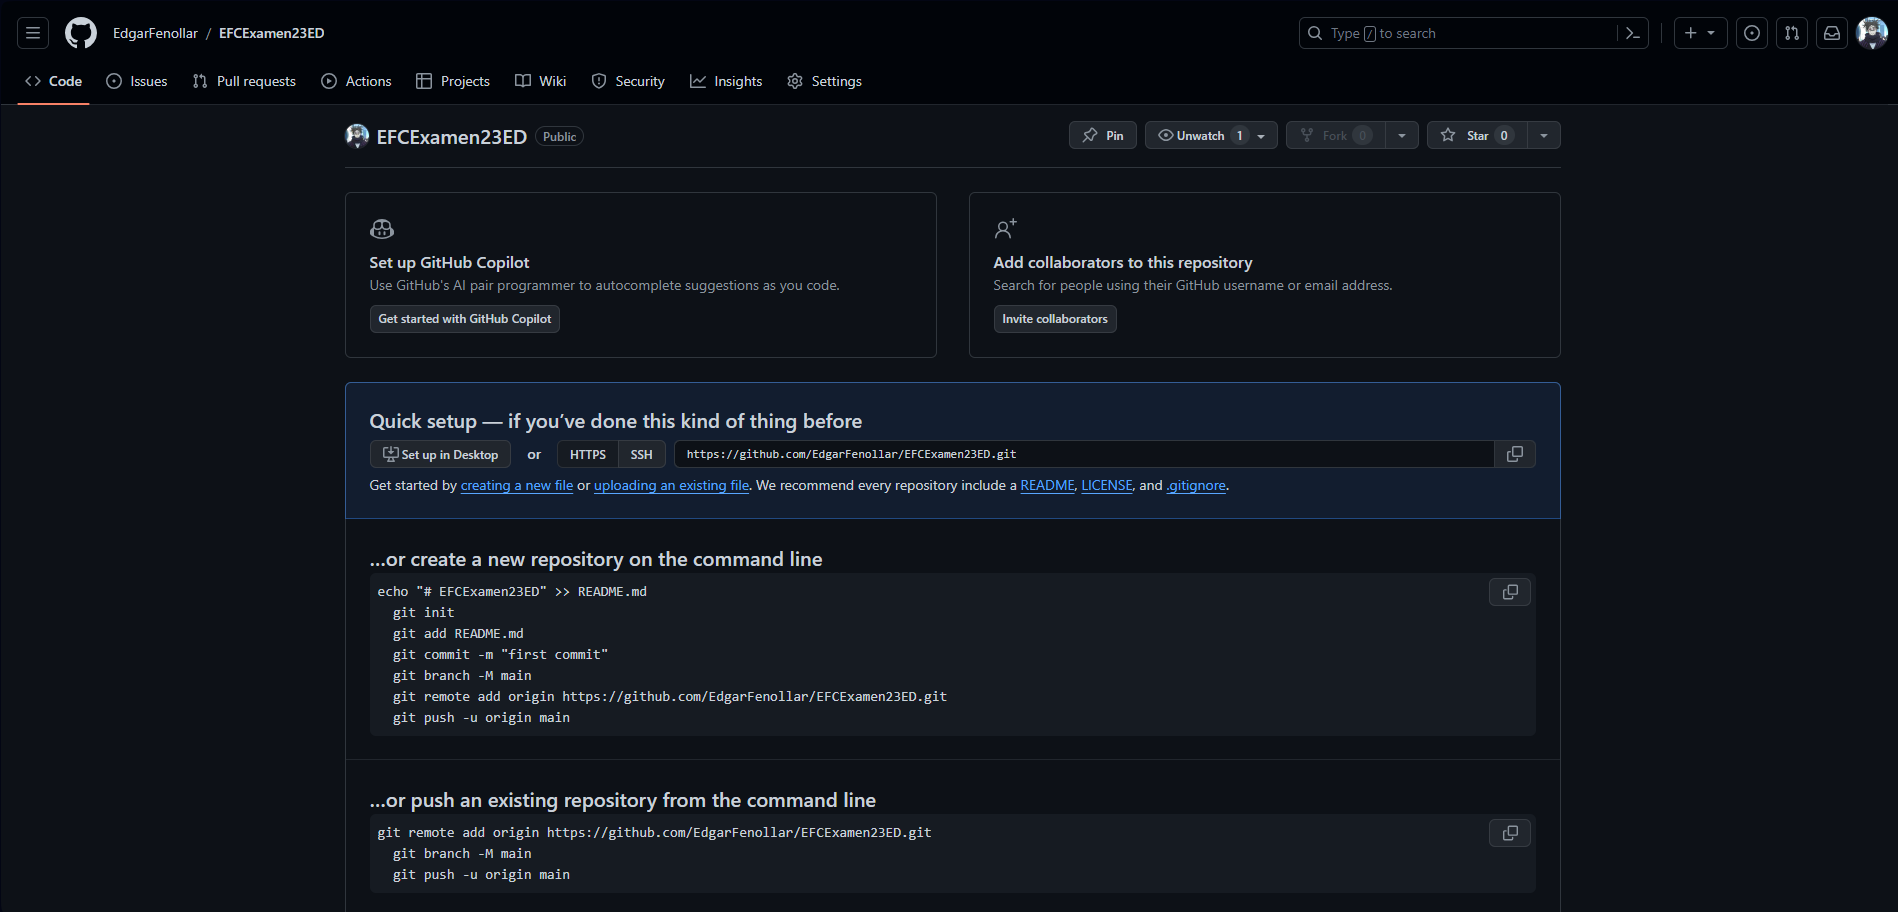 EdgarFenollar / EFCExamen23ED
Type / to search
Code Issues Pull requests Actions Projects Wiki Security Insights Settings
EFCExamen23ED Public
Pin Unwatch 1 Fork 0 Star 0
Set up GitHub Copilot
Use GitHub's AI pair programmer to autocomplete suggestions as you code.
Get started with GitHub Copilot
Add collaborators to this repository
Search for people using their GitHub username or email address.
Invite collaborators
Quick setup — if you’ve done this kind of thing before
Set up in Desktop or HTTPS SSH https://github.com/EdgarFenollar/EFCExamen23ED.git
Get started by creating a new file or uploading an existing file. We recommend every repository include a README, LICENSE, and .gitignore.
…or create a new repository on the command line
echo "# EFCExamen23ED" >> README.md
git init
git add README.md
git commit -m "first commit"
git branch -M main
git remote add origin https://github.com/EdgarFenollar/EFCExamen23ED.git
git push -u origin main
…or push an existing repository from the command line
git remote add origin https://github.com/EdgarFenollar/EFCExamen23ED.git
git branch -M main
git push -u origin main